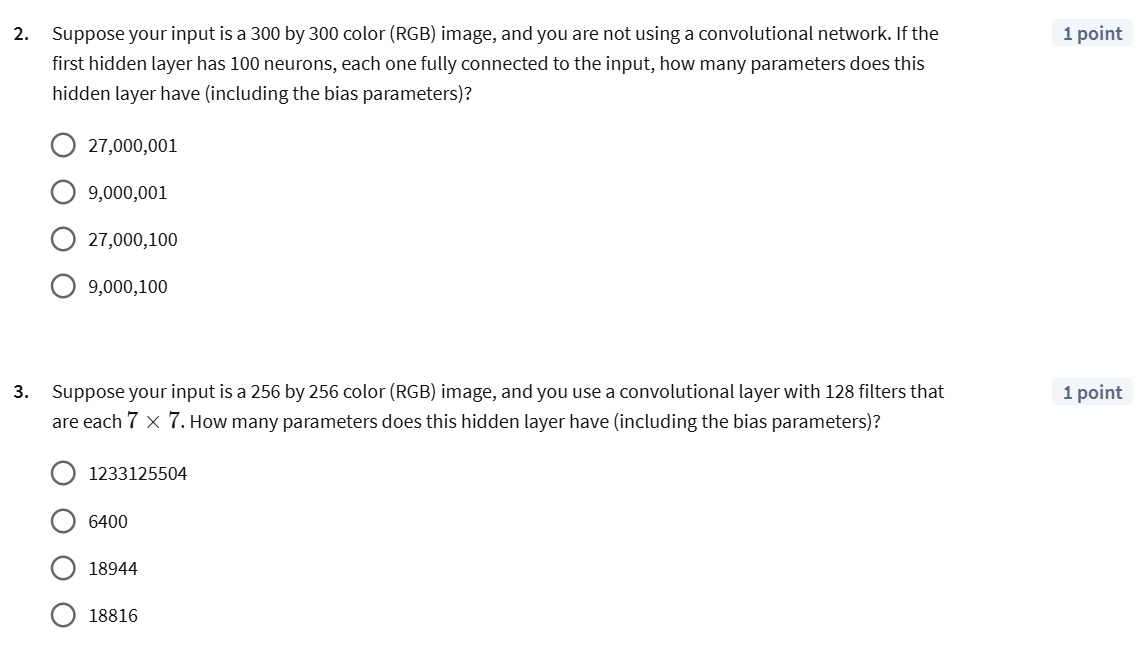 2. Suppose your input is a 300 by 300 color (RGB) image, and you are not using a convolutional network. If the 1 point
first hidden layer has 100 neurons, each one fully connected to the input, how many parameters does this
hidden layer have (including the bias parameters)?
27,000,001
9,000,001
27,000,100
9,000,100
3. Suppose your input is a 256 by 256 color (RGB) image, and you use a convolutional layer with 128 filters that 1 point
are each 7 × 7. How many parameters does this hidden layer have (including the bias parameters)?
1233125504
6400
18944
18816